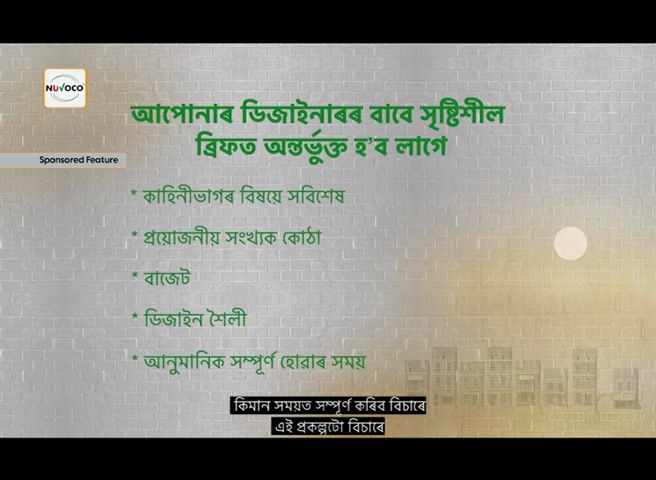 NUVOCO
আপোনাৰ ডিজাইনাৰৰ বাবে সৃষ্টিশীল
ব্ৰিফত অন্তৰ্ভুক্ত হ'ব লাগে
Sponsored Feature
* কাহিনীভাগৰ বিষয়ে সবিশেষ
* প্ৰয়োজনীয় সংখ্যক কোঠা
* বাজেট
* ডিজাইন শৈলী
* আনুমানিক সম্পূৰ্ণ হোৱাৰ সময়
কিমান সময়ত সম্পূৰ্ণ কৰিব বিচাৰে
এই প্ৰকল্পটো বিচাৰে